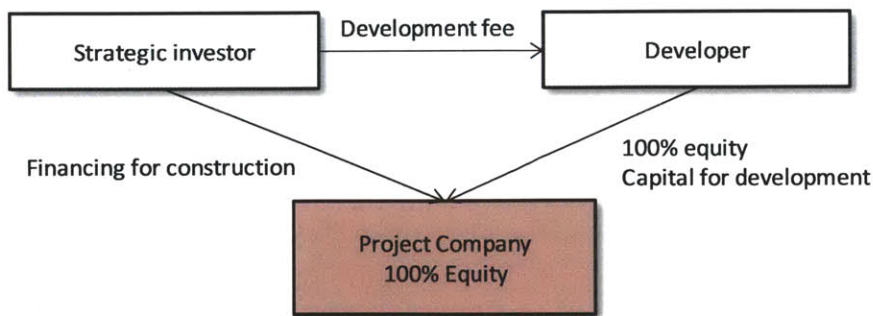 Development fee
Strategic investor
Developer
Financing for construction
100% equity
Capital for development
Project Company
100% Equity